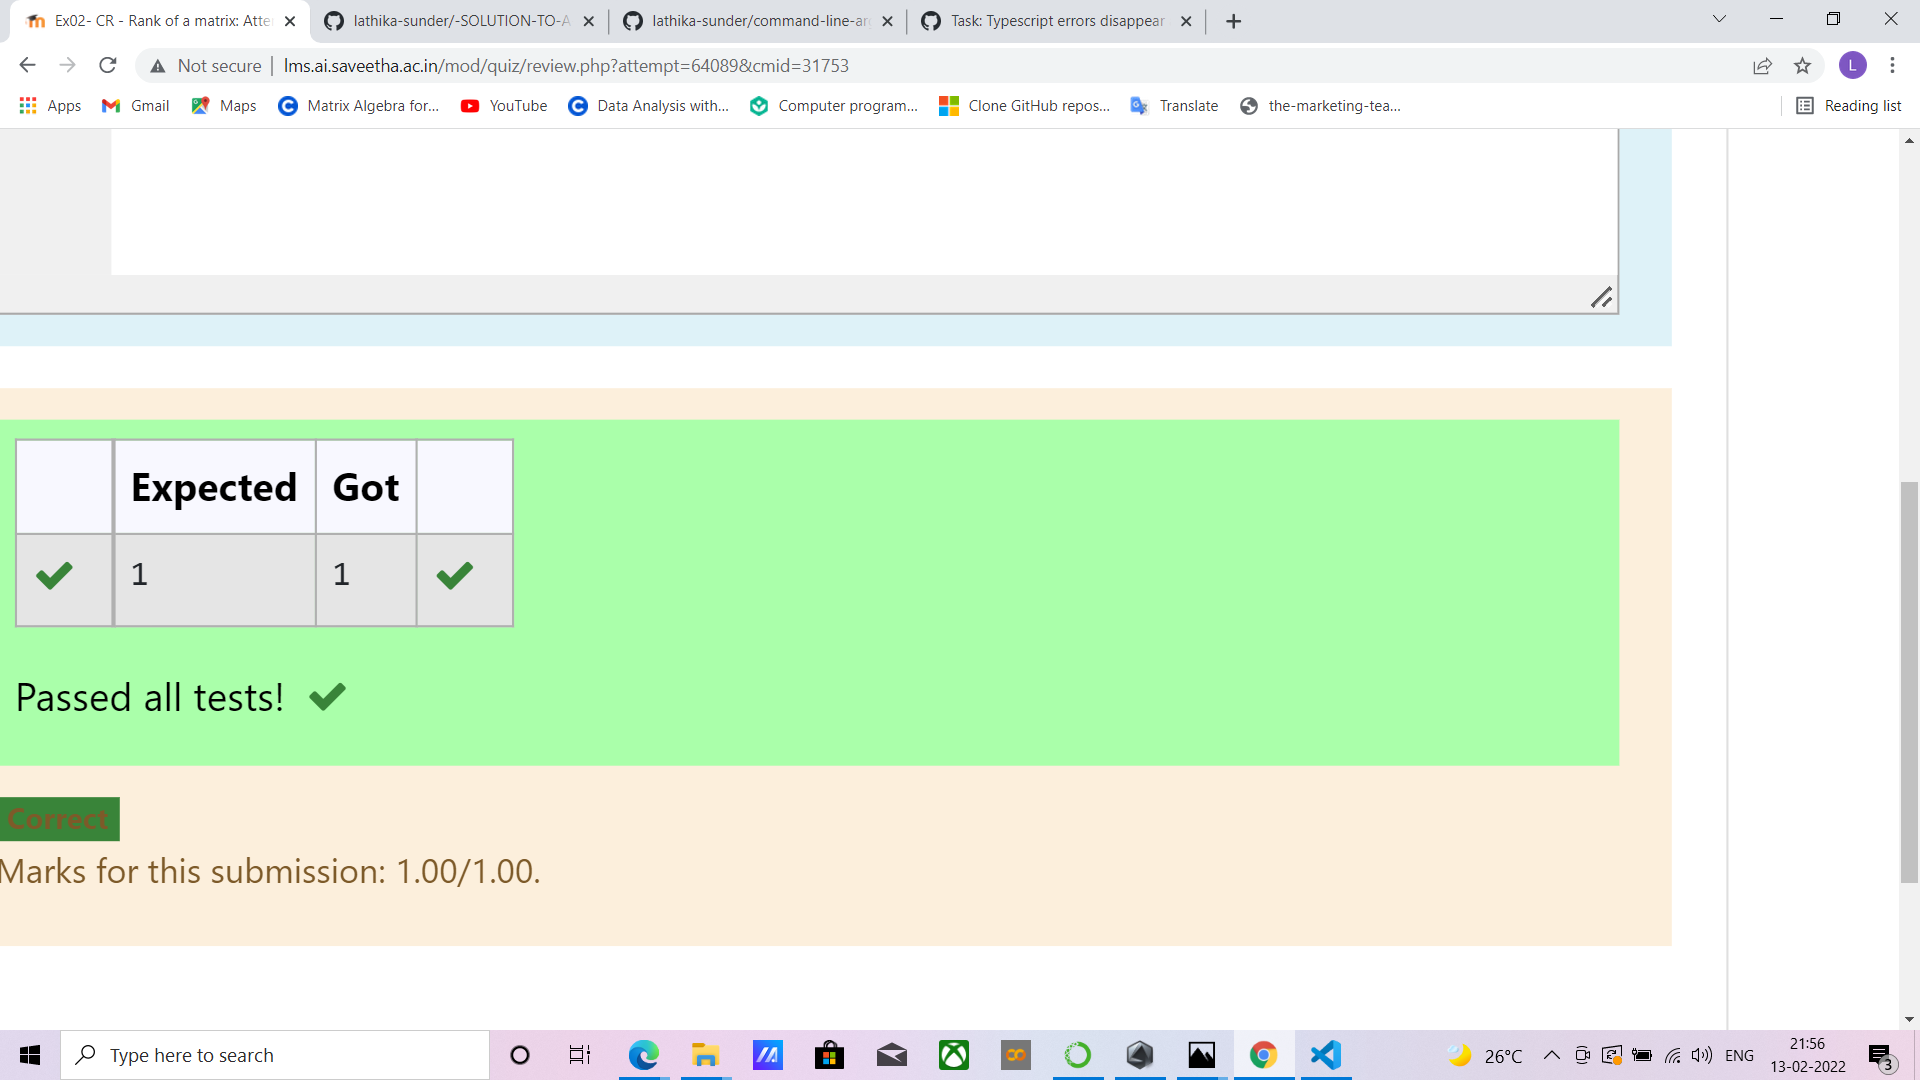 Ex02- CR - Rank of a matrix: Atte
lathika-sunder/-SOLUTION-TO-A
lathika-sunder/command-line-arg
Task: Typescript errors disappear
Not secure
lms.ai.saveetha.ac.in/mod/quiz/review.php?attempt=64089&cmid=31753
L
Apps
Gmail
Maps
Matrix Algebra for...
YouTube
Data Analysis with...
Computer program...
Clone GitHub repos...
Translate
the-marketing-tea...
Reading list
Expected Got
1 1
Passed all tests!
Correct
Marks for this submission: 1.00/1.00.
Type here to search
26°C
ENG
21:56
13-02-2022
3